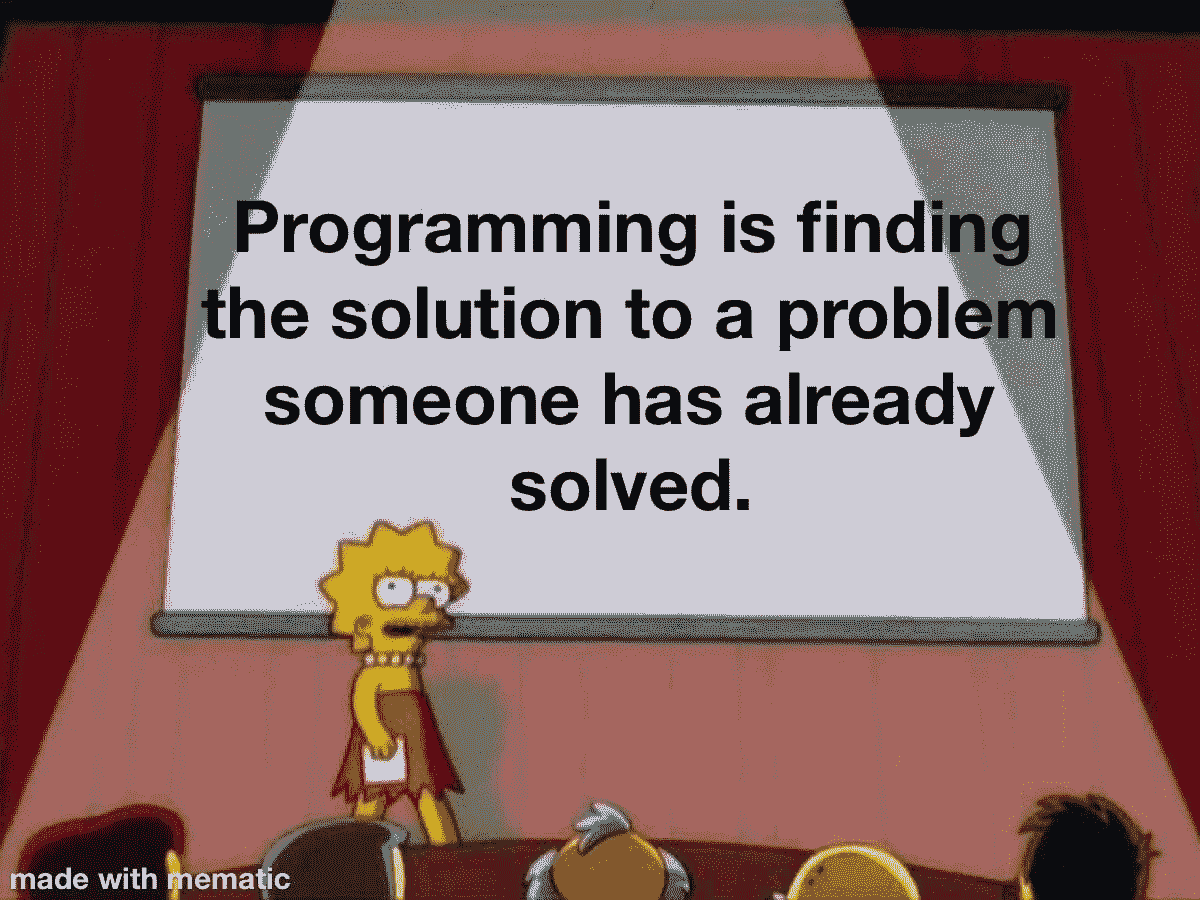 Programming is finding
the solution to a problem
someone has already
solved.
made with mematic